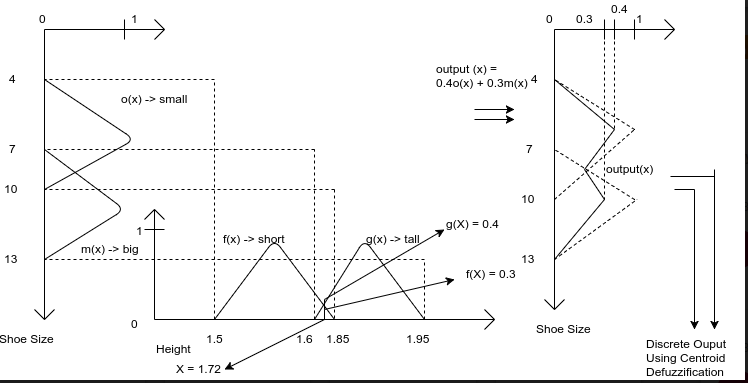 0
1
4
o(x) -> small
7
10
m(x) -> big
13
Shoe Size
1
f(x) -> short
g(x) -> tall
g(X) = 0.4
f(X) = 0.3
0
1.5
1.6
1.85
1.95
Height
X = 1.72
output (x) =
0.4o(x) + 0.3m(x)
0
0.3
0.4
1
4
7
output(x)
10
13
Shoe Size
Discrete Ouput
Using Centroid
Defuzzification